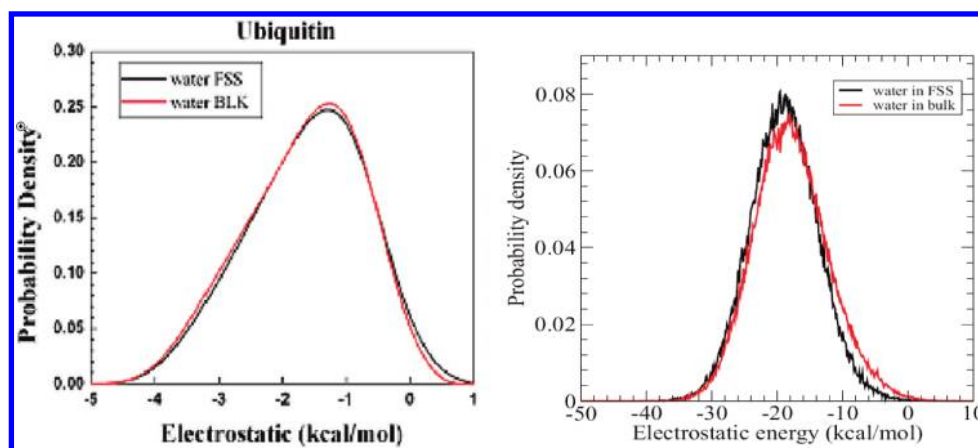 Ubiquitin
Probability Density
0.30
0.25
0.20
0.15
0.10
0.05
0.00
water FSS
water BLK
-5
-4
-3
-2
-1
0
1
Electrostatic (kcal/mol)
Probability density
0.08
0.06
0.04
0.02
0
water in FSS
water in bulk
-50
-40
-30
-20
-10
0
10
Electrostatic energy (kcal/mol)